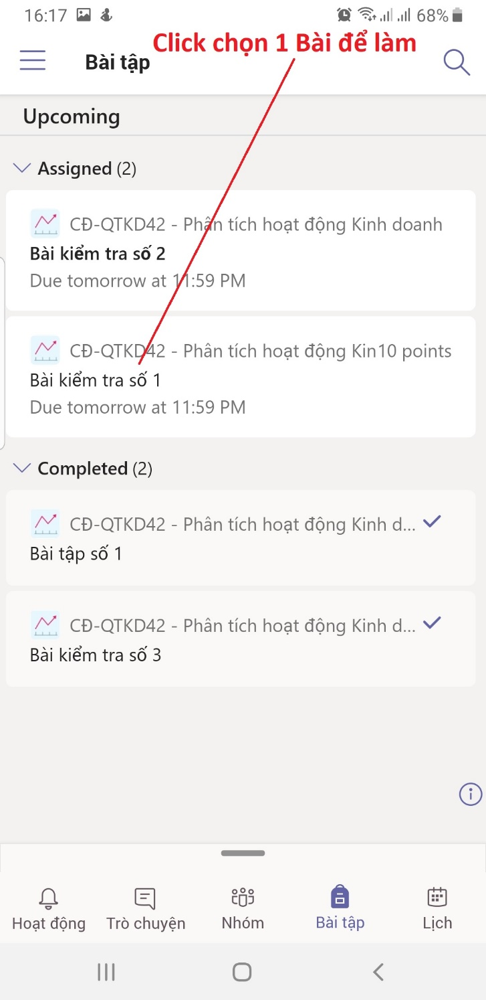 16:17
68%
Click chọn 1 Bài để làm
Bài tập
Upcoming
Assigned (2)
CĐ-QTKD42 - Phân tích hoạt động Kinh doanh
Bài kiểm tra số 2
Due tomorrow at 11:59 PM
CĐ-QTKD42 - Phân tích hoạt động Kin10 points
Bài kiểm tra số 1
Due tomorrow at 11:59 PM
Completed (2)
CĐ-QTKD42 - Phân tích hoạt động Kinh d...
Bài tập số 1
CĐ-QTKD42 - Phân tích hoạt động Kinh d...
Bài kiểm tra số 3
Hoạt động Trò chuyện Nhóm Bài tập Lịch